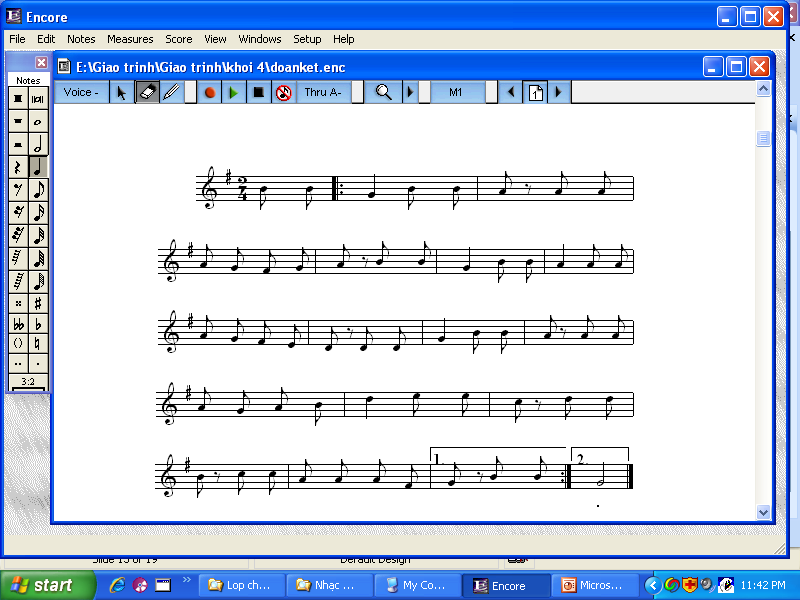 Encore
File Edit Notes Measures Score View Windows Setup Help
E:\Giao trinh\Giao trinh\khoi 4\doanket.enc
Notes
Voice - Thru A- M1 1
2
4
1.
2.
3:2
Slide 13 of 19 Default Design
start Lop ch... Nhạc ... My Co... Encore Micros... 11:42 PM